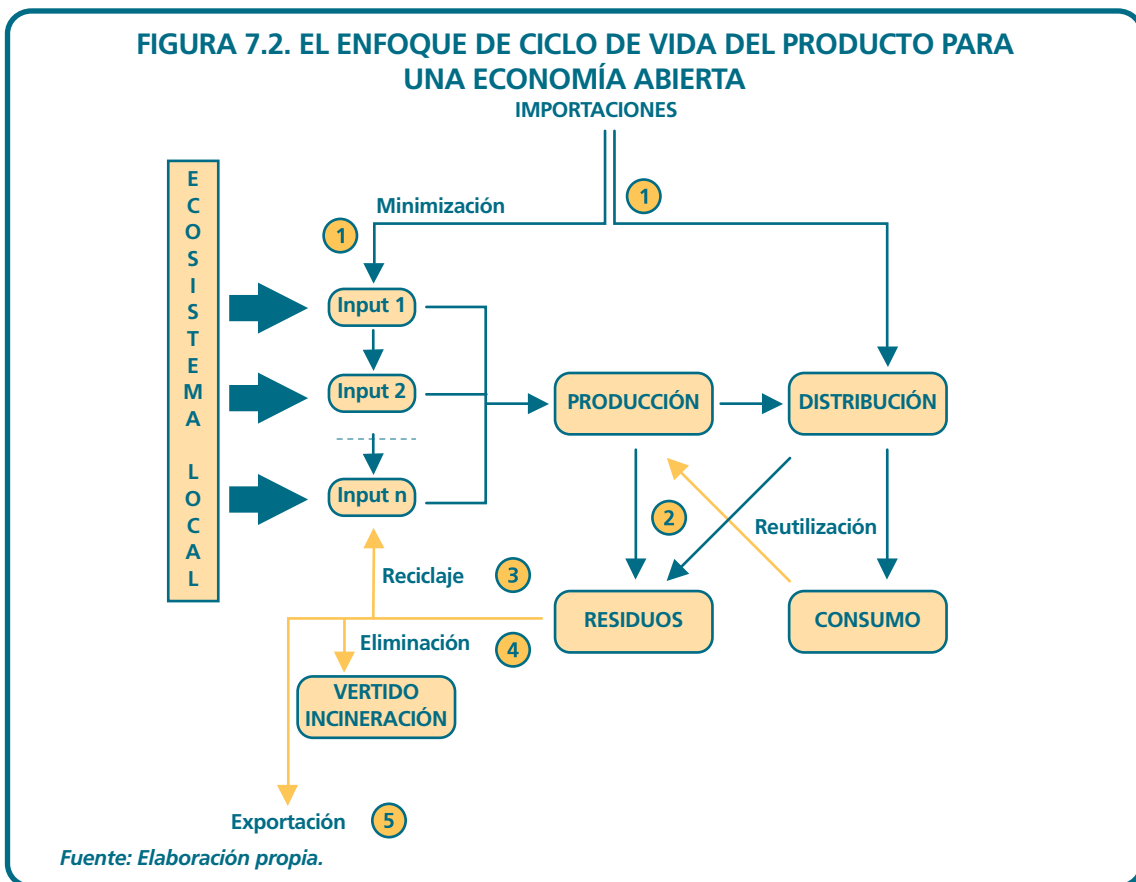 FIGURA 7.2. EL ENFOQUE DE CICLO DE VIDA DEL PRODUCTO PARA
UNA ECONOMÍA ABIERTA
IMPORTACIONES
ECOSISTEMA LOCAL
Minimización
1
1
Input 1
Input 2
Input n
PRODUCCIÓN
DISTRIBUCIÓN
2
Reutilización
Reciclaje
3
RESIDUOS
CONSUMO
Eliminación
4
VERTIDO
INCINERACIÓN
Exportación
5
Fuente: Elaboración propia.